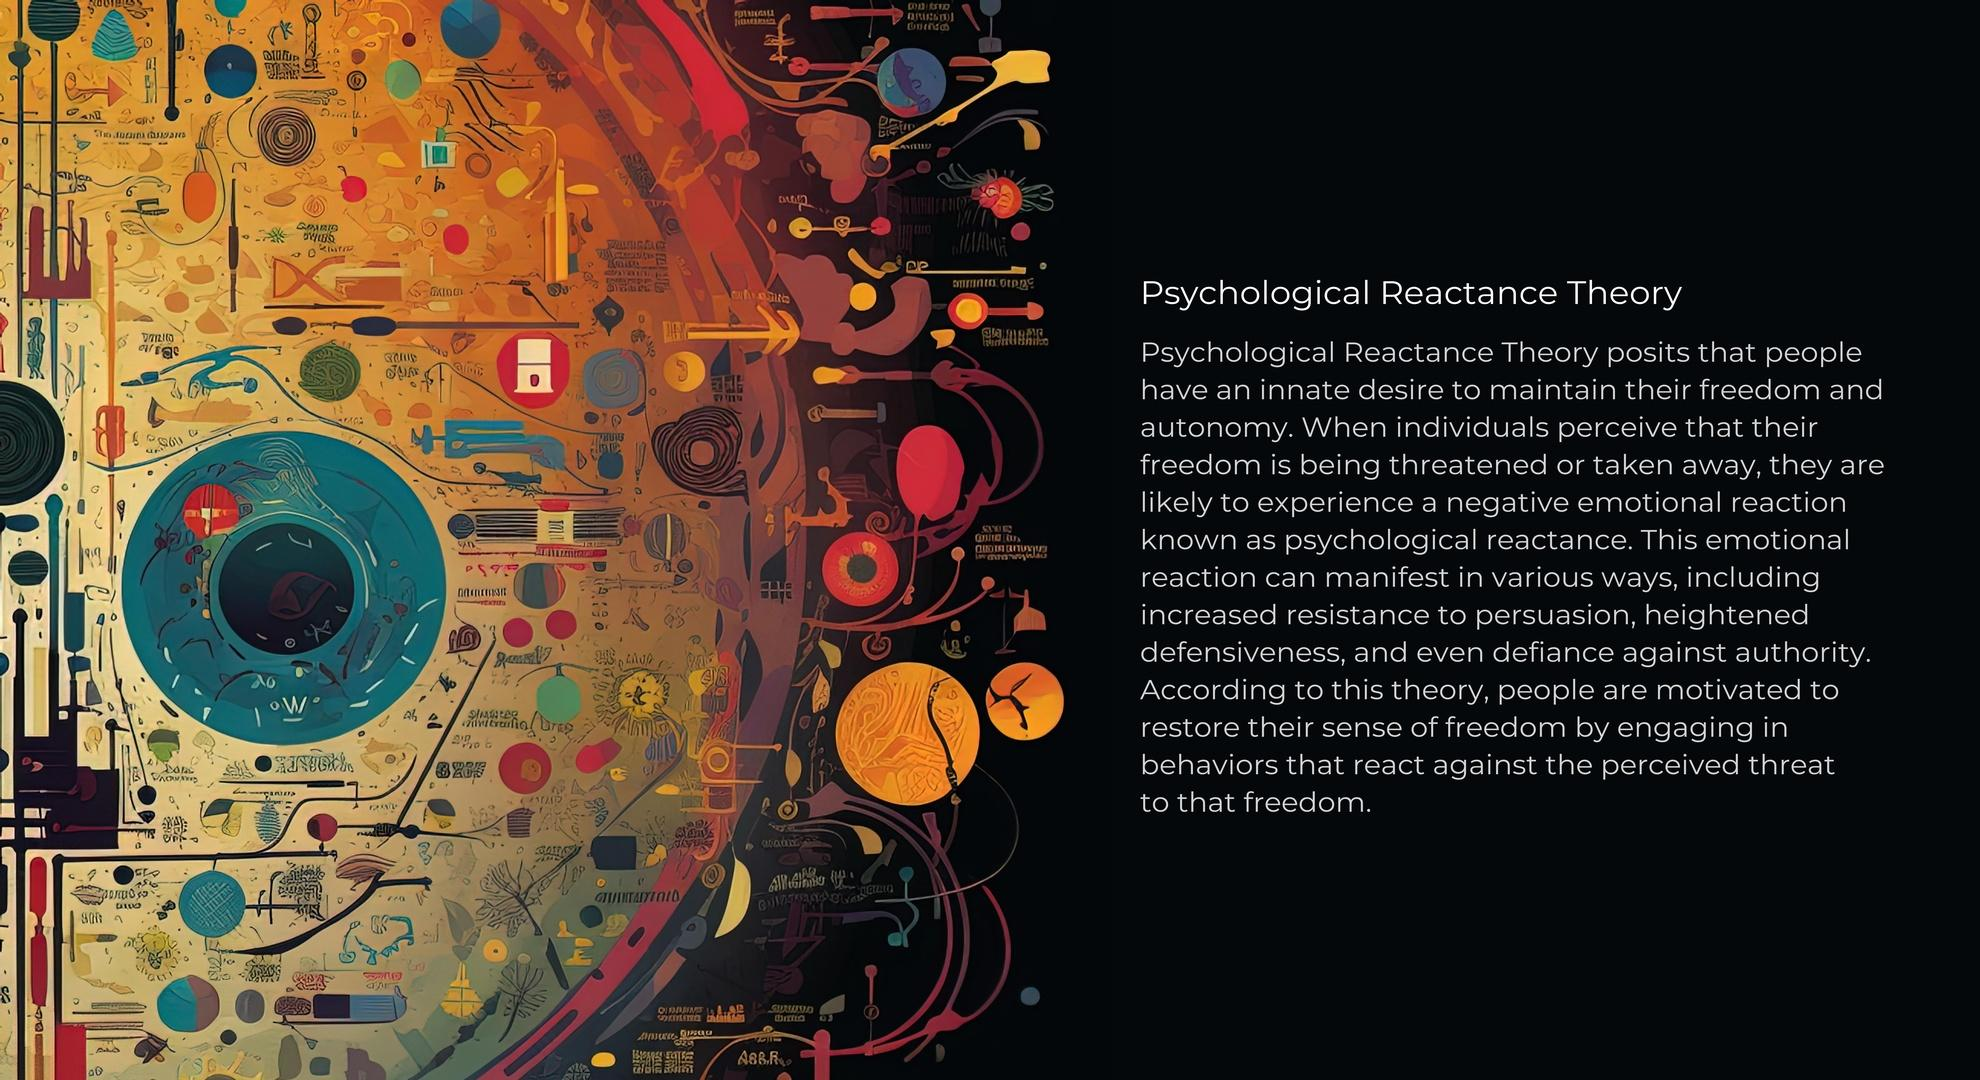 Psychological Reactance Theory
Psychological Reactance Theory posits that people
have an innate desire to maintain their freedom and
autonomy. When individuals perceive that their
freedom is being threatened or taken away, they are
likely to experience a negative emotional reaction
known as psychological reactance. This emotional
reaction can manifest in various ways, including
increased resistance to persuasion, heightened
defensiveness, and even defiance against authority.
According to this theory, people are motivated to
restore their sense of freedom by engaging in
behaviors that react against the perceived threat
to that freedom.